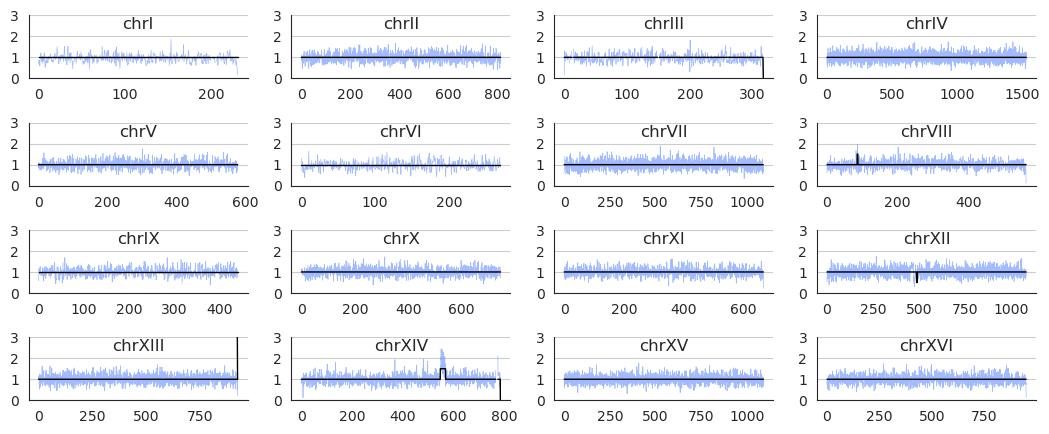 chrI chrII chrIII chrIV
3 3 3 3
2 2 2 2
1 1 1 1
0 0 0 0
0 100 200 0 200 400 600 800 0 100 200 300 0 500 1000 1500
chrV chrVI chrVII chrVIII
3 3 3 3
2 2 2 2
1 1 1 1
0 0 0 0
0 200 400 600 0 100 200 0 250 500 750 1000 0 200 400
chrIX chrX chrXI chrXII
3 3 3 3
2 2 2 2
1 1 1 1
0 0 0 0
0 100 200 300 400 0 200 400 600 0 200 400 600 0 250 500 750 1000
chrXIII chrXIV chrXV chrXVI
3 3 3 3
2 2 2 2
1 1 1 1
0 0 0 0
0 250 500 750 0 200 400 600 800 0 250 500 750 1000 0 250 500 750